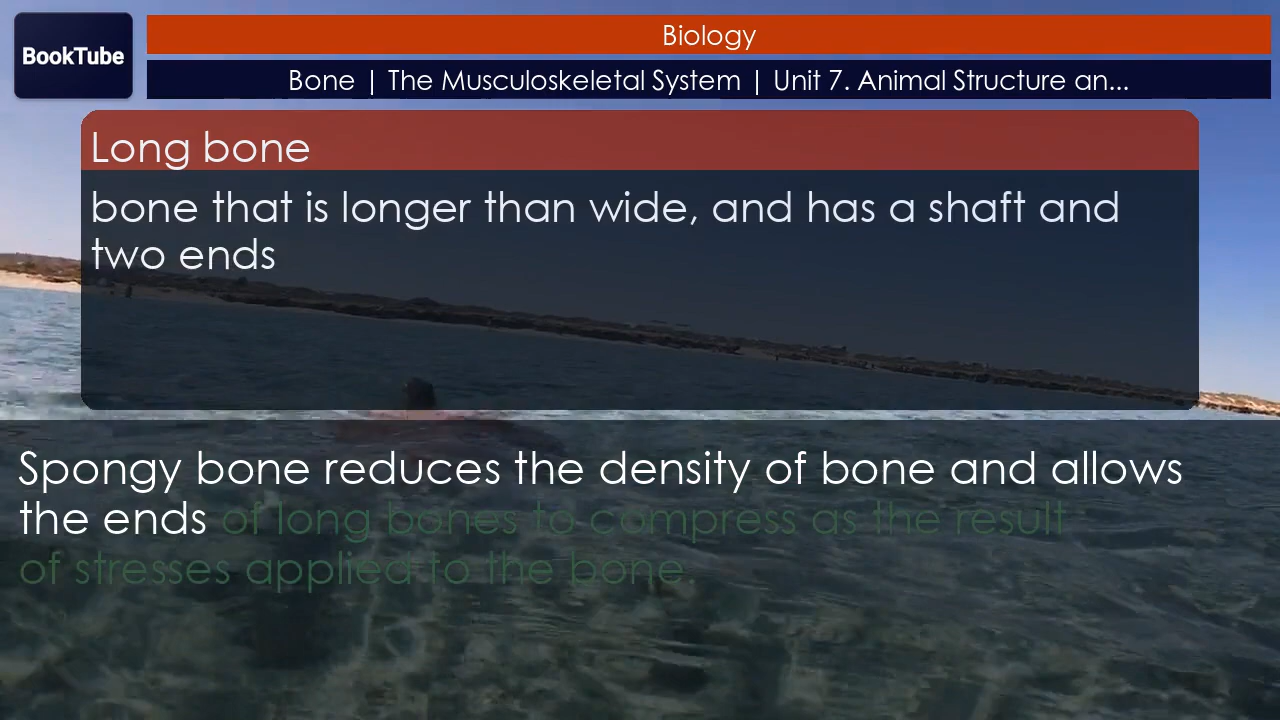 BookTube
Biology
Bone | The Musculoskeletal System | Unit 7. Animal Structure an...
Long bone
bone that is longer than wide, and has a shaft and
two ends
Spongy bone reduces the density of bone and allows
the ends of long bones to compress as the result
of stresses applied to the bone.